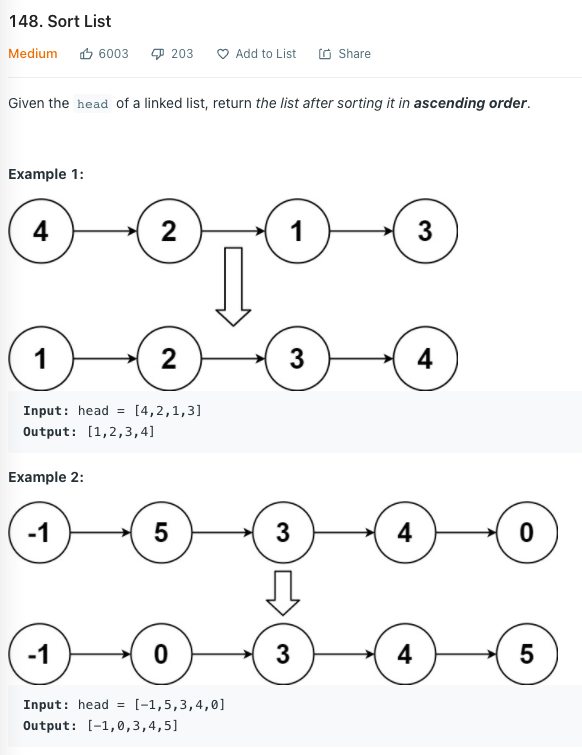 148. Sort List
Medium 6003 203 Add to List Share
Given the head of a linked list, return the list after sorting it in ascending order.
Example 1:
4 2 1 3
1 2 3 4
Input: head = [4,2,1,3]
Output: [1,2,3,4]
Example 2:
-1 5 3 4 0
-1 0 3 4 5
Input: head = [-1,5,3,4,0]
Output: [-1,0,3,4,5]